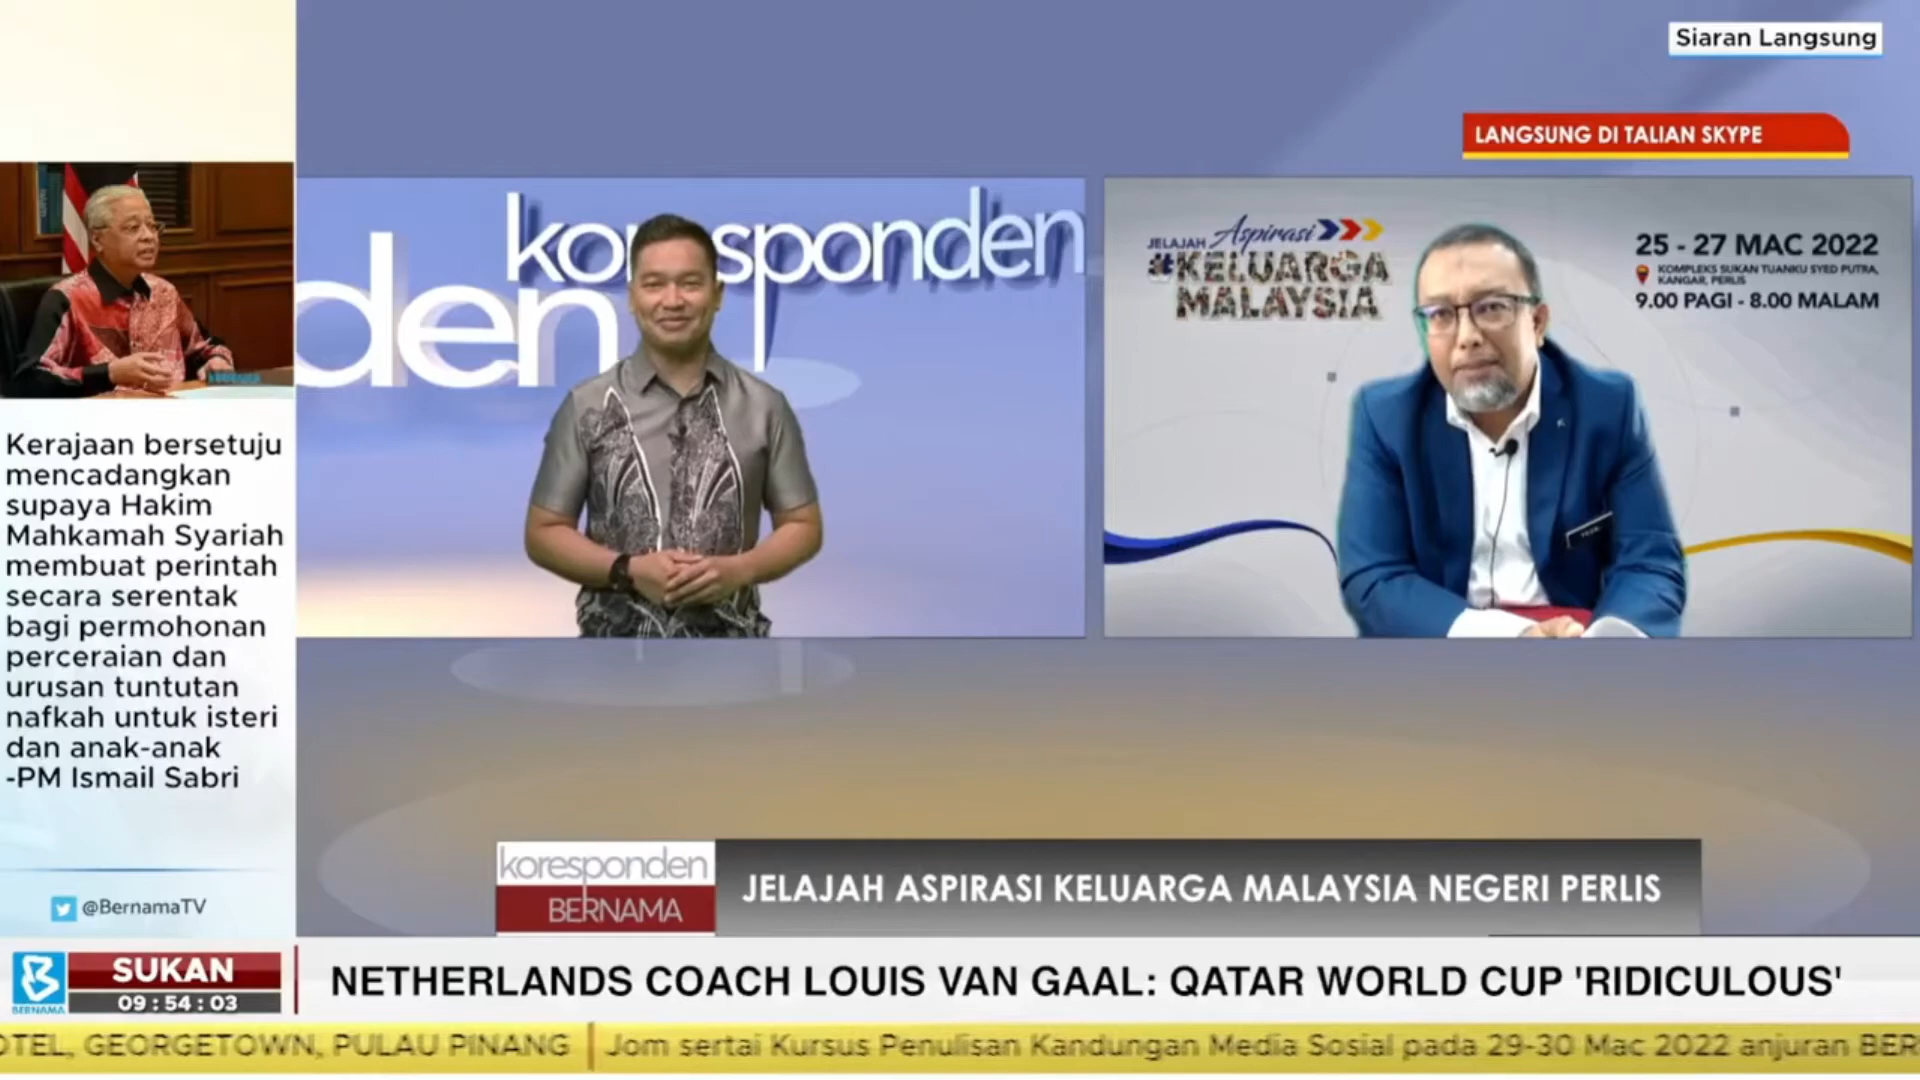 Siaran Langsung
LANGSUNG DI TALIAN SKYPE
koresponden
den
JELAJAH Aspirasi
#KELUARGA
MALAYSIA
25 - 27 MAC 2022
KOMPLEKS SUKAN TUANKU SYED PUTRA,
KANGAR, PERLIS
9.00 PAGI - 8.00 MALAM
Kerajaan bersetuju
mencadangkan
supaya Hakim
Mahkamah Syariah
membuat perintah
secara serentak
bagi permohonan
perceraian dan
urusan tuntutan
nafkah untuk isteri
dan anak-anak
-PM Ismail Sabri
@BernamaTV
koresponden
BERNAMA
JELAJAH ASPIRASI KELUARGA MALAYSIA NEGERI PERLIS
BERNAMA
SUKAN
09:54:03
NETHERLANDS COACH LOUIS VAN GAAL: QATAR WORLD CUP 'RIDICULOUS'
OTEL, GEORGETOWN, PULAU PINANG
Jom sertai Kursus Penulisan Kandungan Media Sosial pada 29-30 Mac 2022 anjuran BER